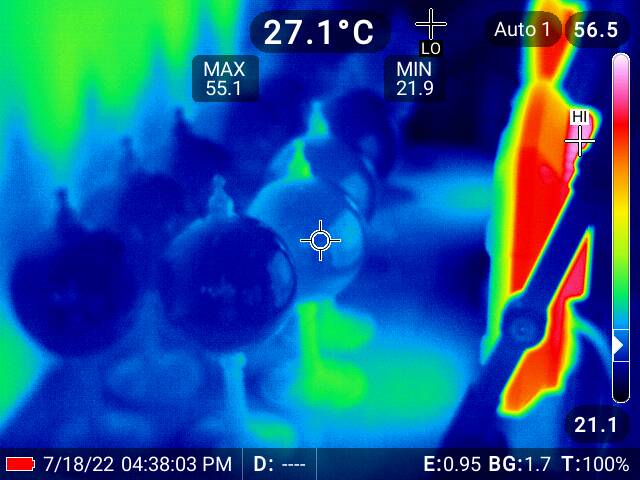 27.1°C
LO
Auto 1
56.5
MAX
55.1
MIN
21.9
HI
21.1
7/18/22 04:38:03 PM
D: ----
E:0.95 BG:1.7 T:100%